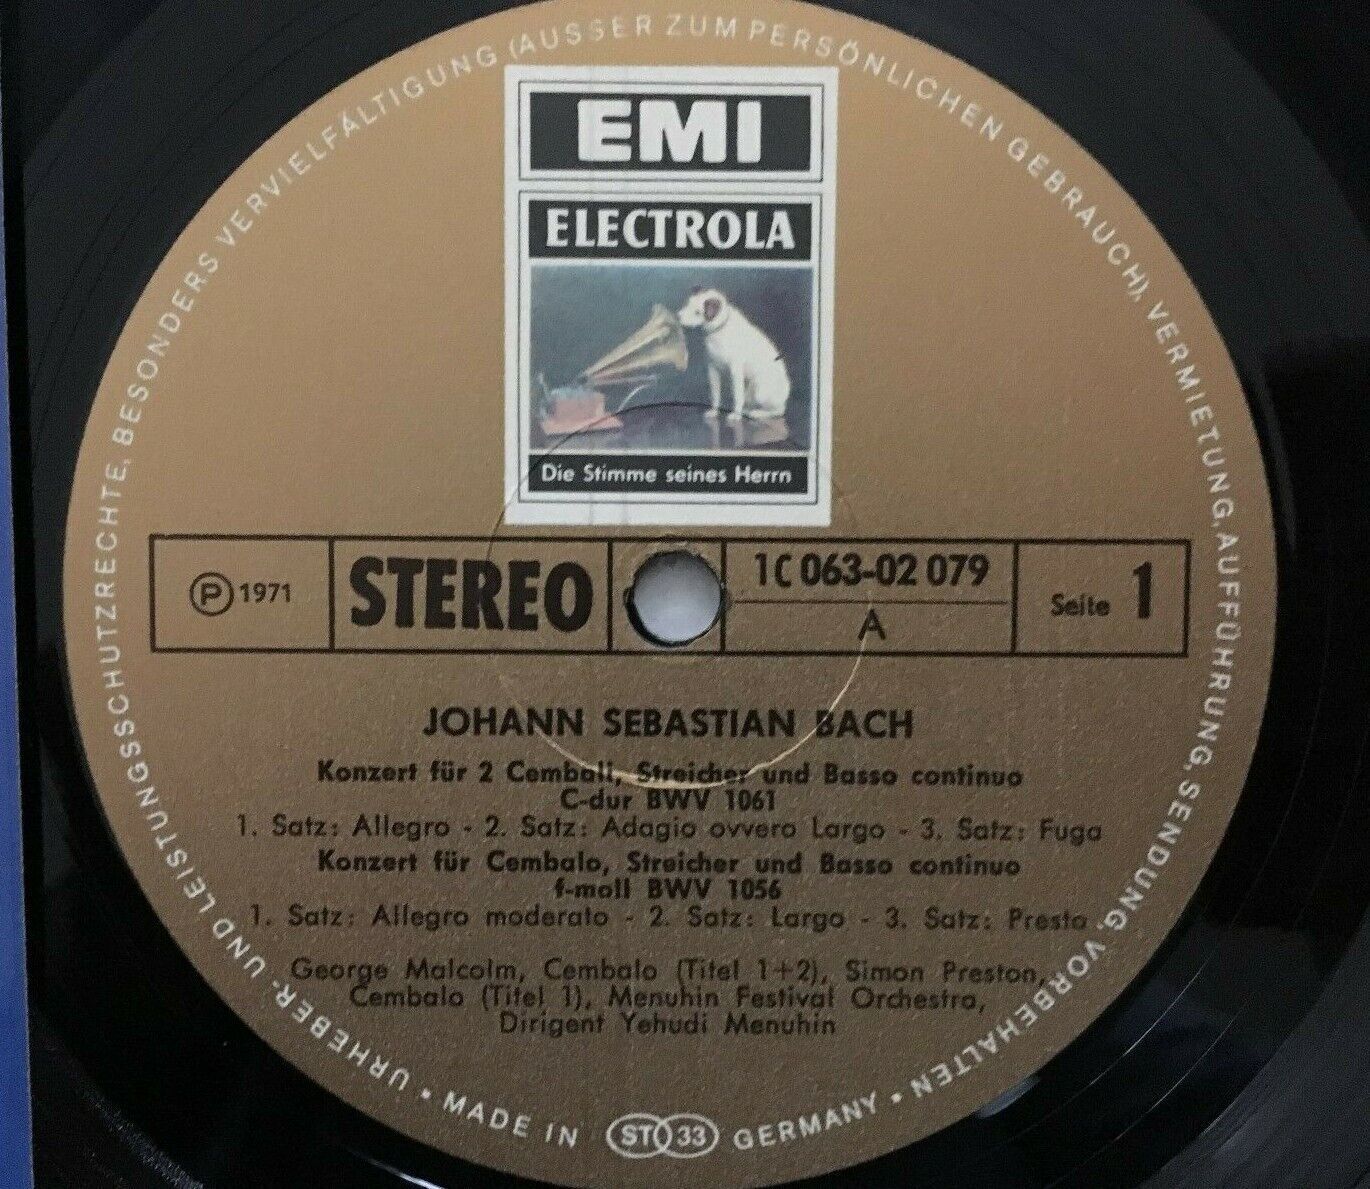 EMI
ELECTROLA
Die Stimme seines Herrn
℗ 1971
STEREO
1C 063-02 079
A
Seite 1
JOHANN SEBASTIAN BACH
Konzert für 2 Cembali, Streicher und Basso continuo
C-dur BWV 1061
1. Satz: Allegro - 2. Satz: Adagio ovvero Largo - 3. Satz: Fuga
Konzert für Cembalo, Streicher und Basso continuo
f-moll BWV 1056
1. Satz: Allegro moderato - 2. Satz: Largo - 3. Satz: Presto
George Malcolm, Cembalo (Titel 1+2), Simon Preston,
Cembalo (Titel 1), Menuhin Festival Orchestra,
Dirigent Yehudi Menuhin
URHEBER- UND LEISTUNGSSCHUTZRECHTE, BESONDERS VERVIELFÄLTIGUNG (AUSSER ZUM PERSÖNLICHEN GEBRAUCH), VERMIETUNG, AUFFÜHRUNG, SENDUNG, VORBEHALTEN •
MADE IN ST 33 GERMANY •